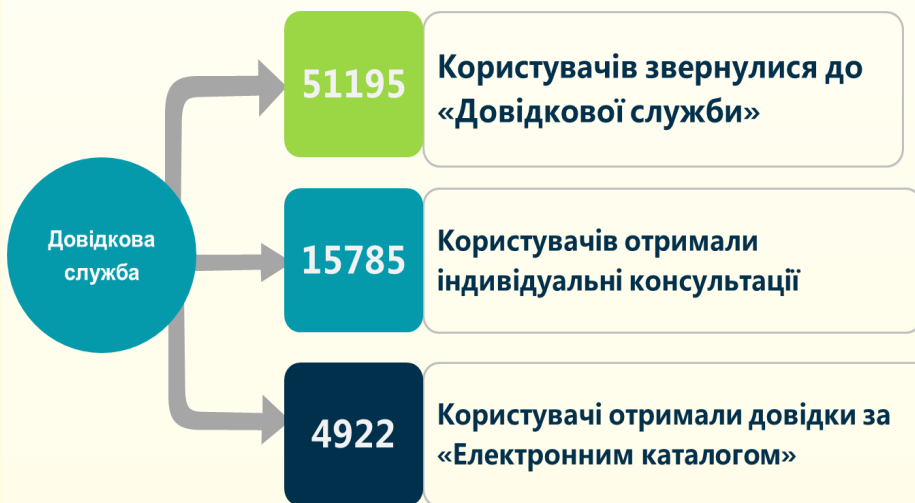 Довідкова
служба
51195
Користувачів звернулися до
«Довідкової служби»
15785
Користувачів отримали
індивідуальні консультації
4922
Користувачі отримали довідки за
«Електронним каталогом»